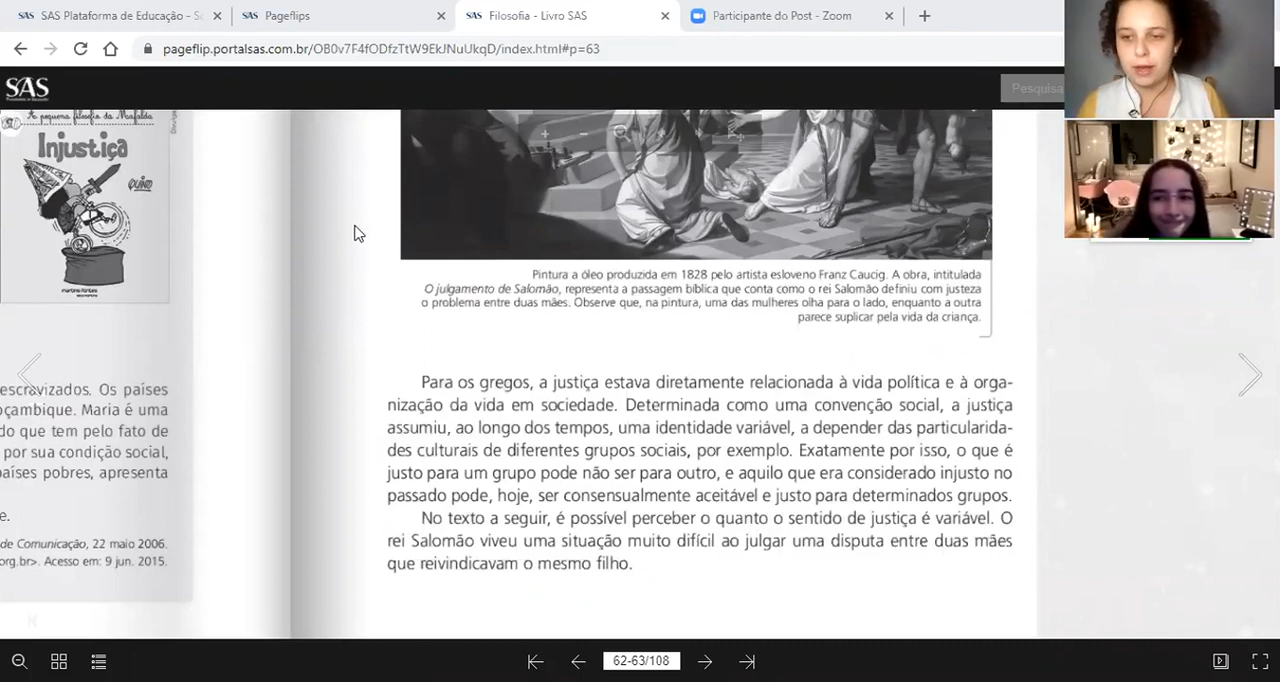 SAS Plataforma de Educação - Sc
Pageflips
Filosofia - Livro SAS
Participante do Post - Zoom
pageflip.portalsas.com.br/OB0v7F4fODfzTtW9EkJNuUkqD/index.html#p=63
SAS
Pesquisa
A pequena filosofia da Mafalda
Injustiça
QUINO
martins fontes
Pintura a óleo produzida em 1828 pelo artista esloveno Franz Caucig. A obra, intitulada
O julgamento de Salomão, representa a passagem bíblica que conta como o rei Salomão definiu com justeza
o problema entre duas mães. Observe que, na pintura, uma das mulheres olha para o lado, enquanto a outra
parece suplicar pela vida da criança.
escravizados. Os países
oçambique. Maria é uma
do que tem pelo fato de
por sua condição social,
países pobres, apresenta
e.
de Comunicação, 22 maio 2006.
org.br>. Acesso em: 9 jun. 2015.
Para os gregos, a justiça estava diretamente relacionada à vida política e à orga-
nização da vida em sociedade. Determinada como uma convenção social, a justiça
assumiu, ao longo dos tempos, uma identidade variável, a depender das particularida-
des culturais de diferentes grupos sociais, por exemplo. Exatamente por isso, o que é
justo para um grupo pode não ser para outro, e aquilo que era considerado injusto no
passado pode, hoje, ser consensualmente aceitável e justo para determinados grupos.
No texto a seguir, é possível perceber o quanto o sentido de justiça é variável. O
rei Salomão viveu uma situação muito difícil ao julgar uma disputa entre duas mães
que reivindicavam o mesmo filho.
62-63/108